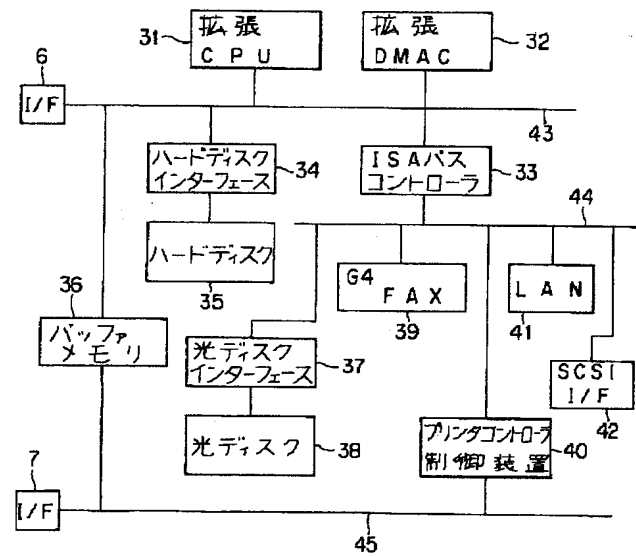 31
拡張
CPU
拡張
DMAC
32
6
I/F
43
ハードディスク
インターフェース
34
ISAバス
コントローラ
33
44
ハードディスク
35
G4
FAX
39
LAN
41
36
バッファ
メモリ
光ディスク
インターフェース
37
SCSI
I/F
42
光ディスク
38
プリンタコントローラ
制御装置
40
7
I/F
45